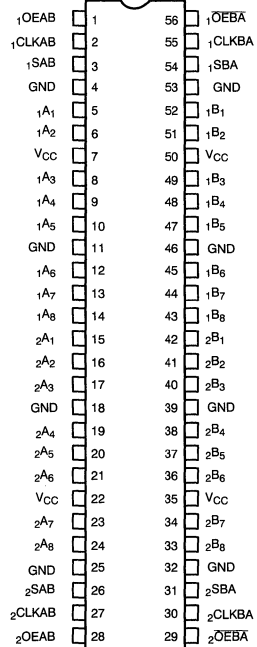 ₁OEAB 1 56 ₁O̅E̅B̅A̅
₁CLKAB 2 55 ₁CLKBA
₁SAB 3 54 ₁SBA
GND 4 53 GND
₁A₁ 5 52 ₁B₁
₁A₂ 6 51 ₁B₂
VCC 7 50 VCC
₁A₃ 8 49 ₁B₃
₁A₄ 9 48 ₁B₄
₁A₅ 10 47 ₁B₅
GND 11 46 GND
₁A₆ 12 45 ₁B₆
₁A₇ 13 44 ₁B₇
₁A₈ 14 43 ₁B₈
₂A₁ 15 42 ₂B₁
₂A₂ 16 41 ₂B₂
₂A₃ 17 40 ₂B₃
GND 18 39 GND
₂A₄ 19 38 ₂B₄
₂A₅ 20 37 ₂B₅
₂A₆ 21 36 ₂B₆
VCC 22 35 VCC
₂A₇ 23 34 ₂B₇
₂A₈ 24 33 ₂B₈
GND 25 32 GND
₂SAB 26 31 ₂SBA
₂CLKAB 27 30 ₂CLKBA
₂OEAB 28 29 ₂O̅E̅B̅A̅